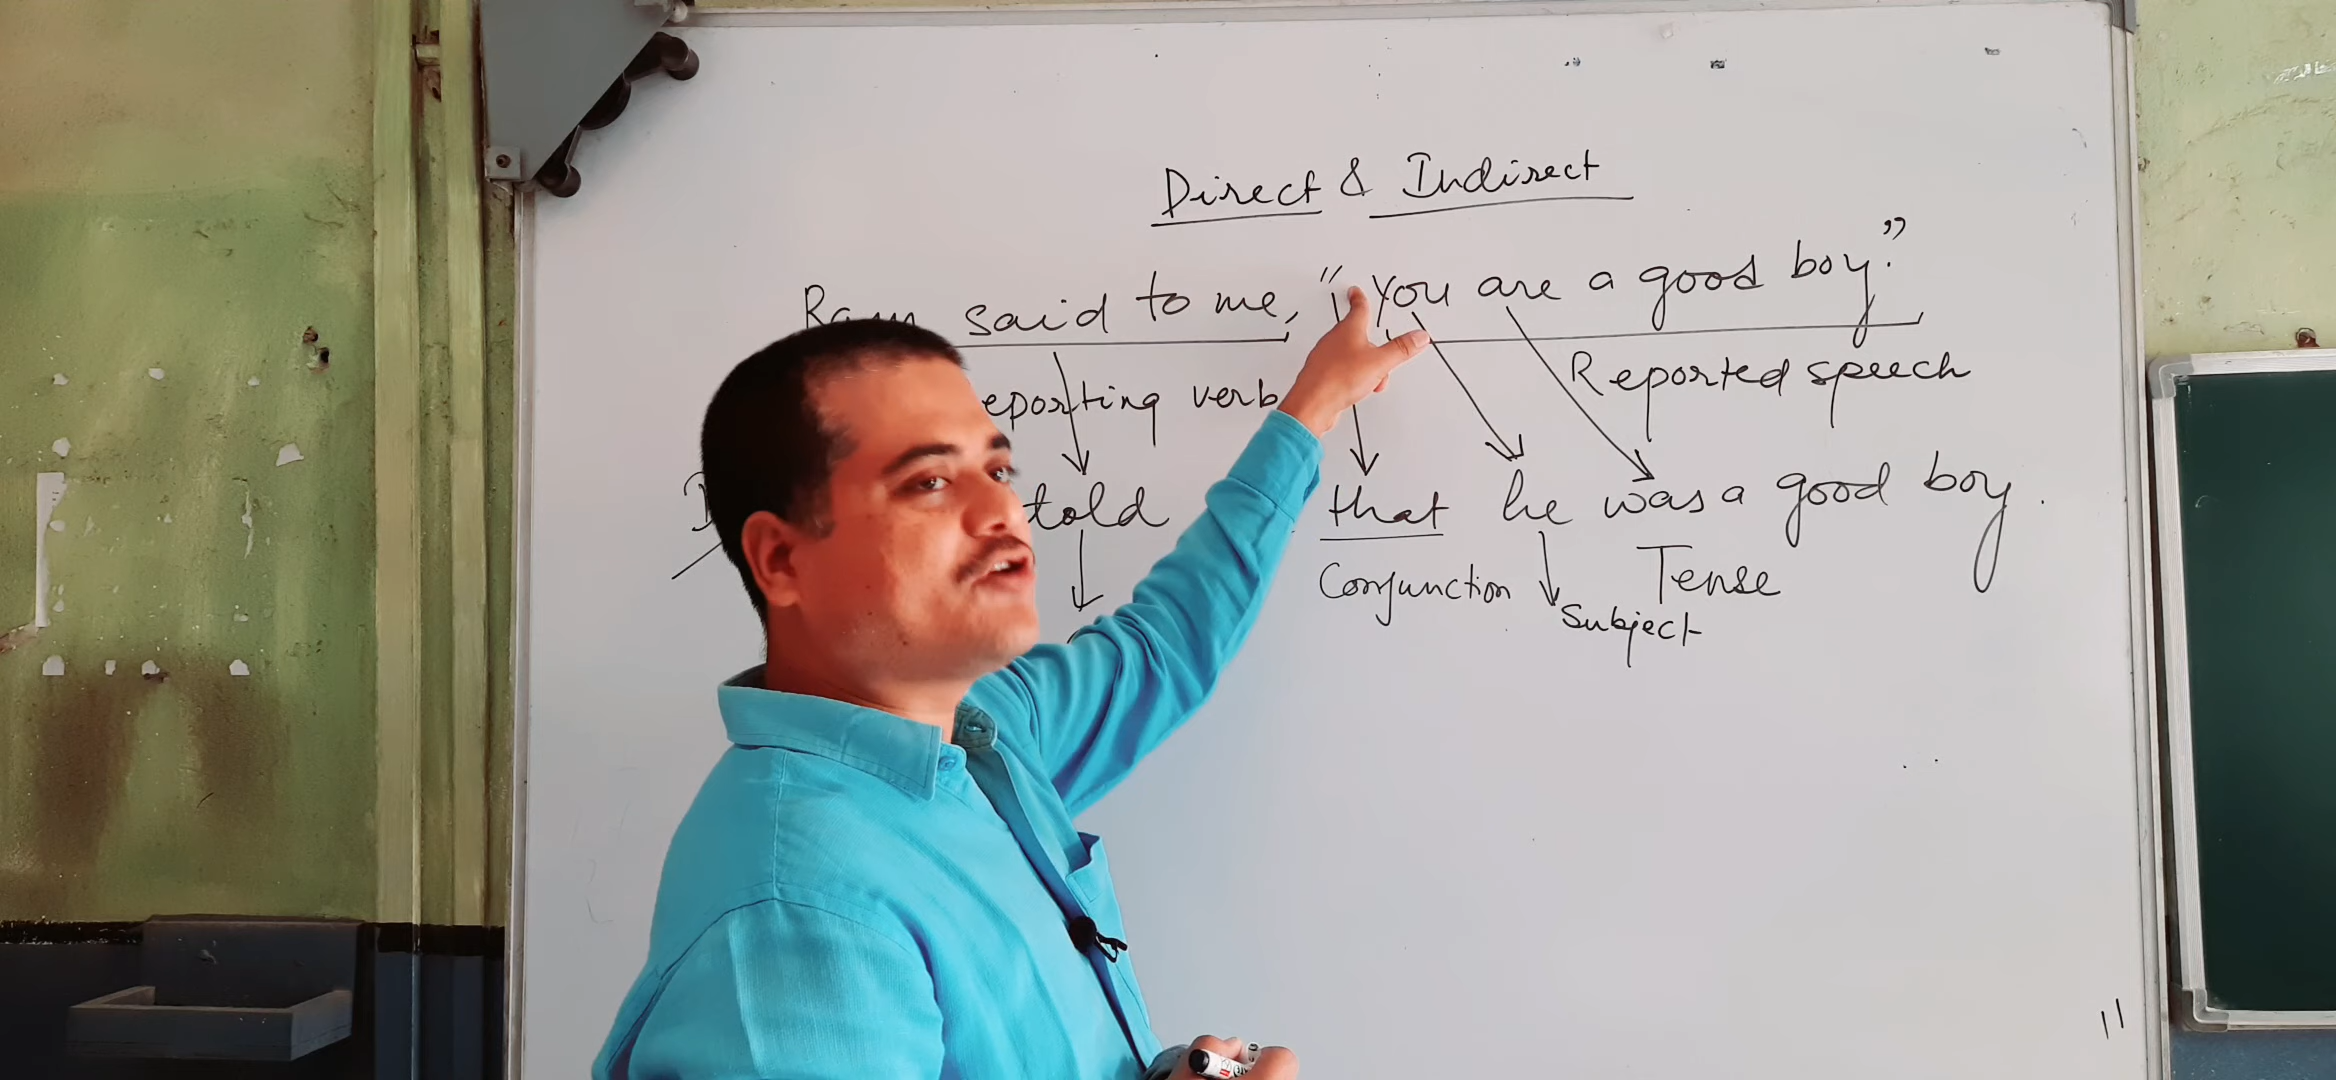 Direct & Indirect
Ram said to me, "You are a good boy."
eporting verb Reported speech
told that he was a good boy.
Conjunction Tense
Subject